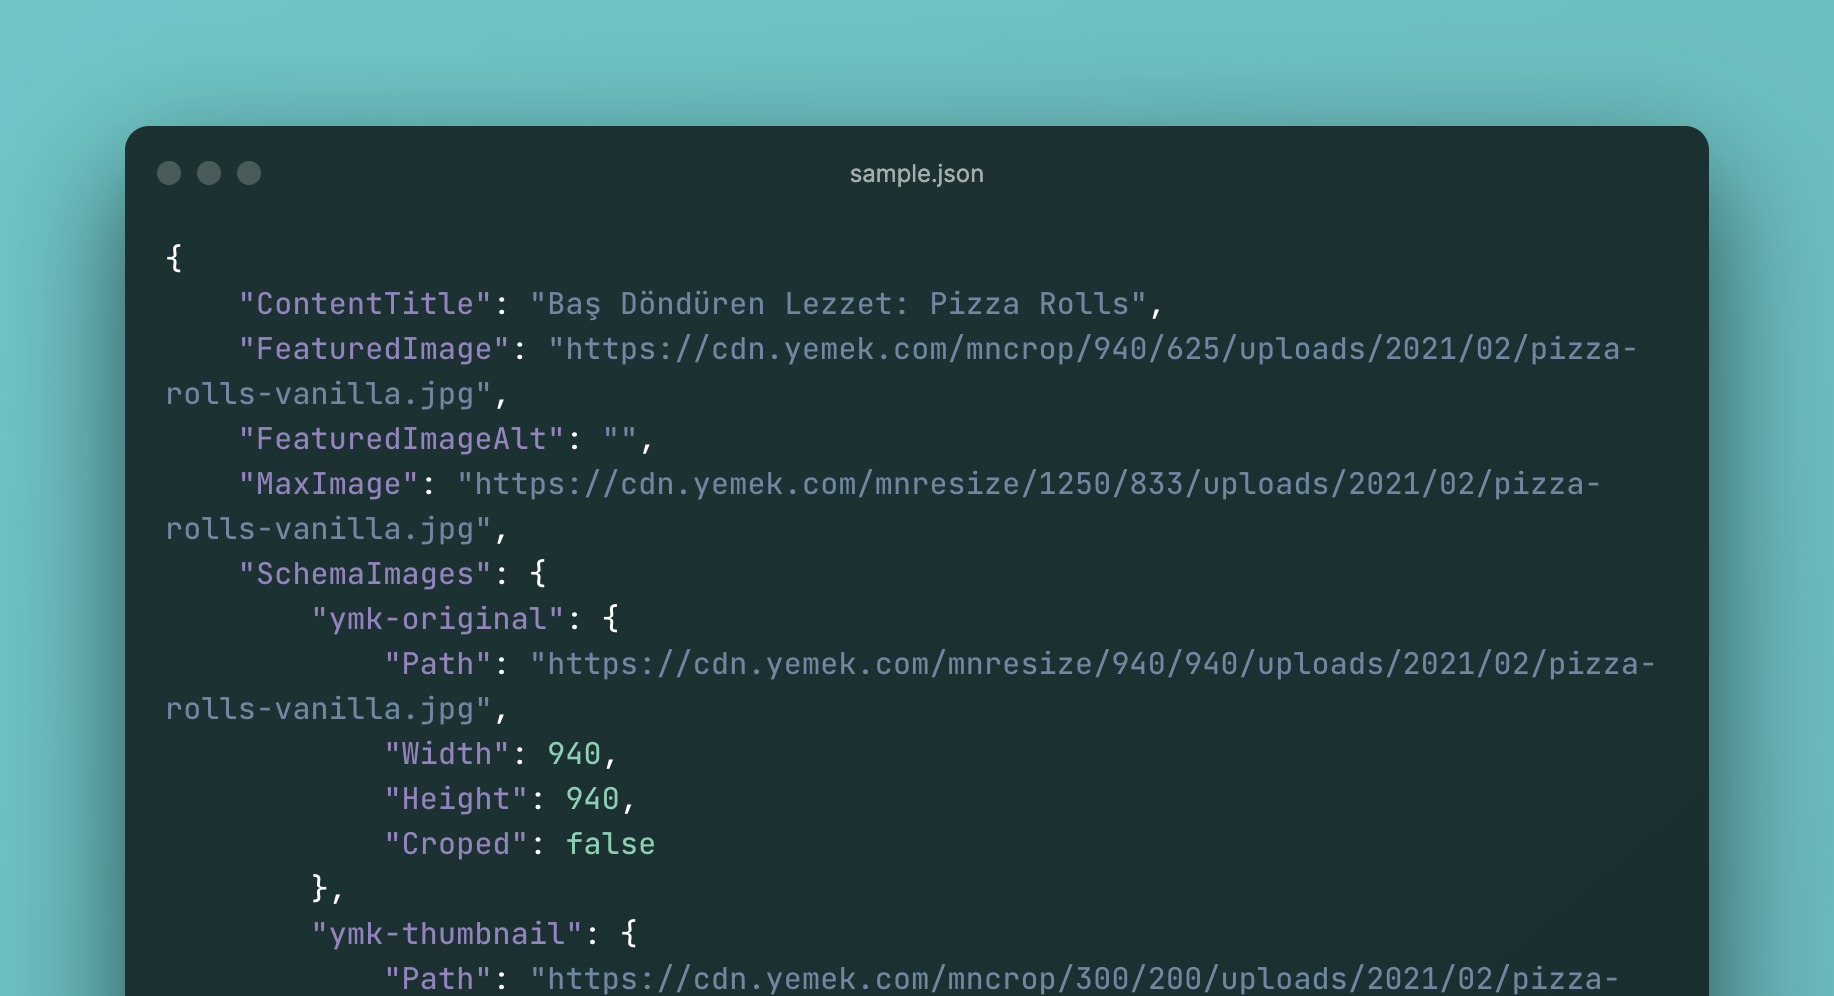 sample.json
{
    "ContentTitle": "Baş DöndÜren Lezzet: Pizza Rolls",
    "FeaturedImage": "https://cdn.yemek.com/mncrop/940/625/uploads/2021/02/pizza-
rolls-vanilla.jpg",
    "FeaturedImageAlt": "",
    "MaxImage": "https://cdn.yemek.com/mnresize/1250/833/uploads/2021/02/pizza-
rolls-vanilla.jpg",
    "SchemaImages": {
        "ymk-original": {
            "Path": "https://cdn.yemek.com/mnresize/940/940/uploads/2021/02/pizza-
rolls-vanilla.jpg",
            "Width": 940,
            "Height": 940,
            "Croped": false
        },
        "ymk-thumbnail": {
            "Path": "https://cdn.yemek.com/mncrop/300/200/uploads/2021/02/pizza-